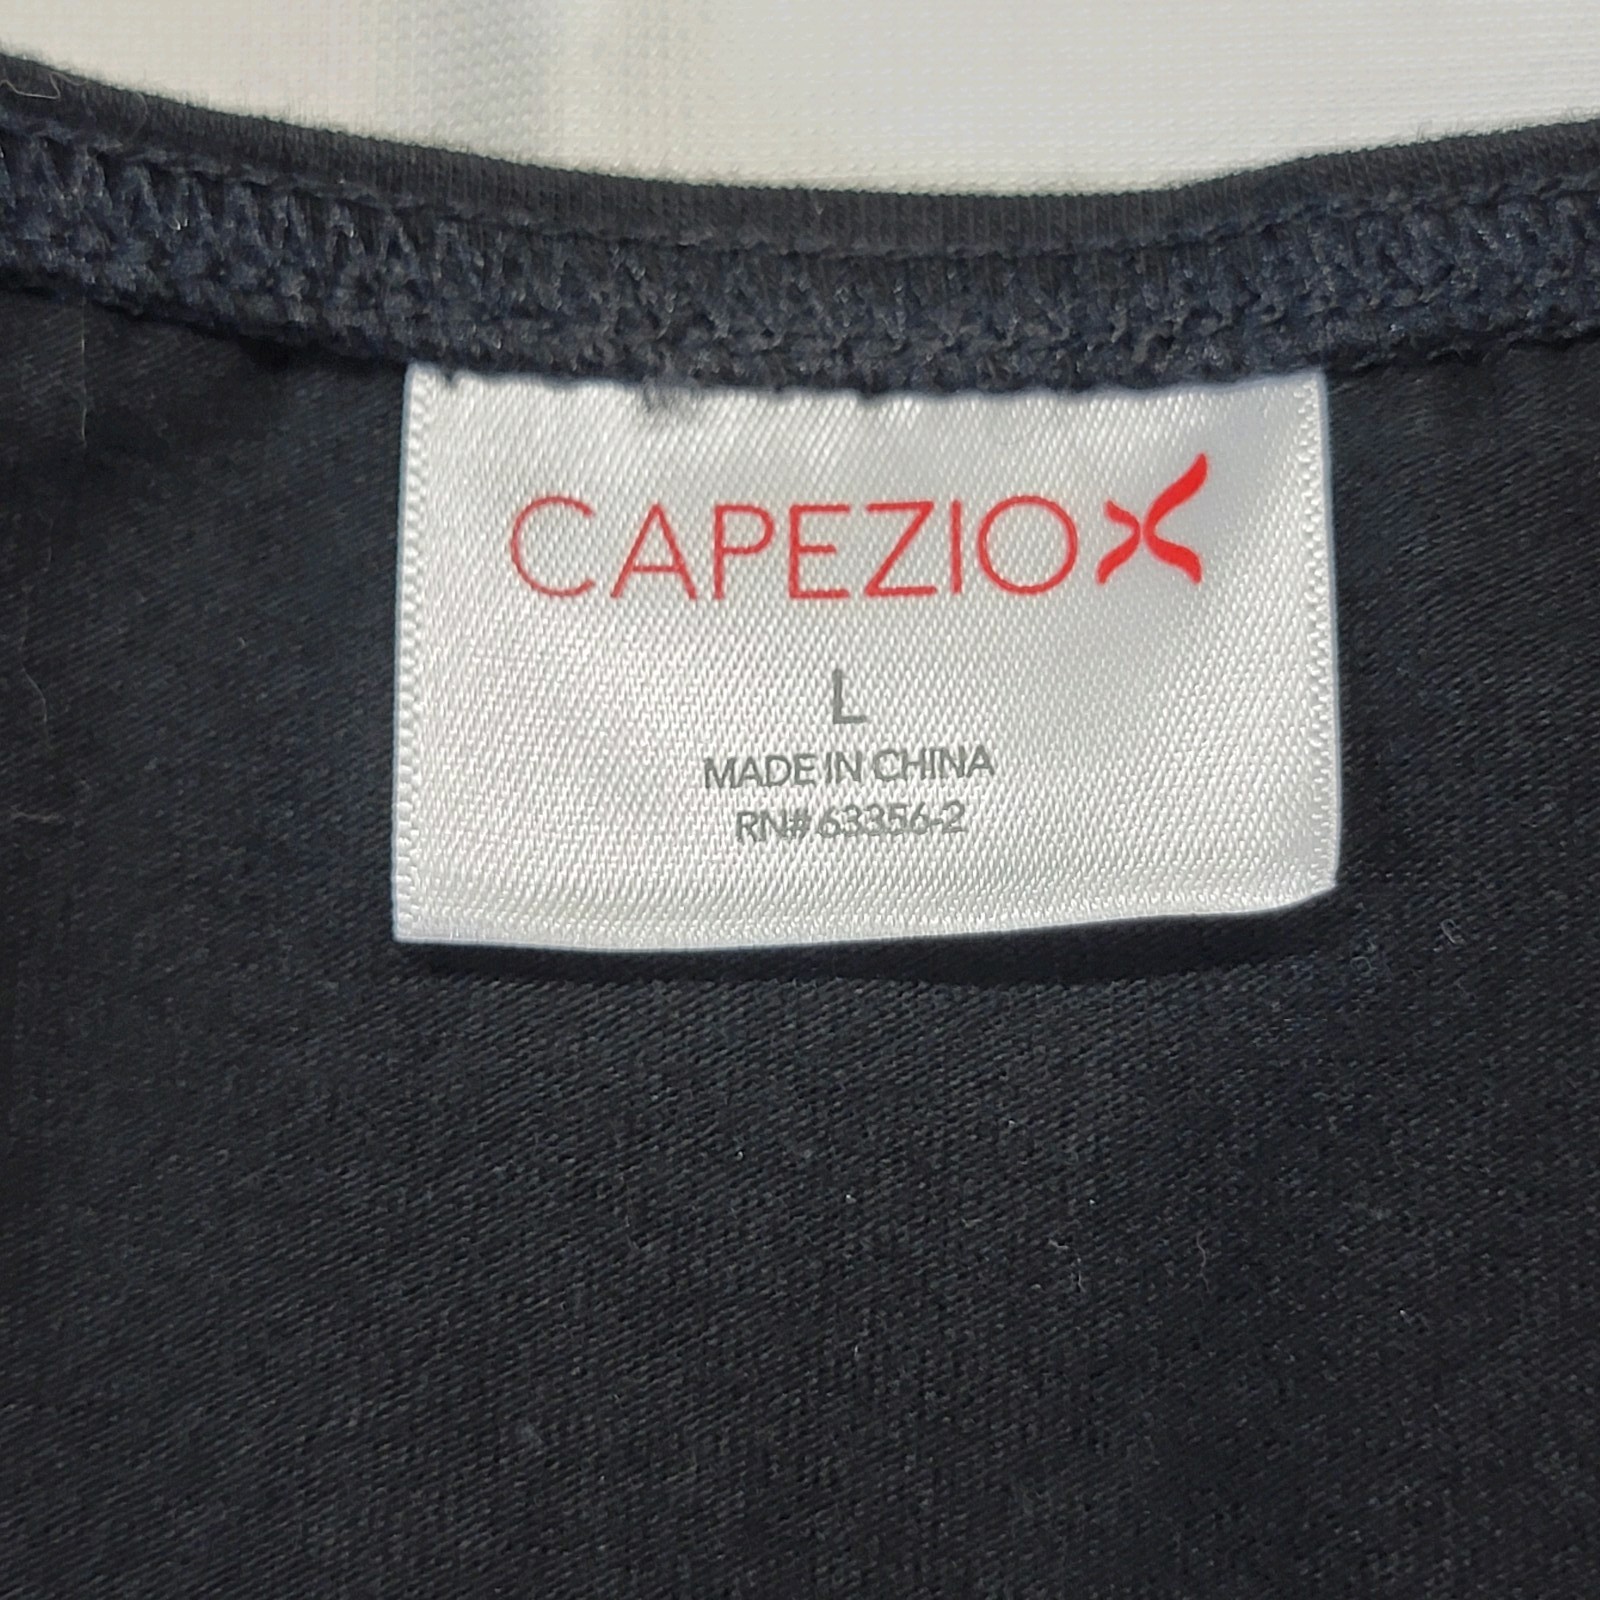 CAPEZIO
L
MADE IN CHINA
RN# 63356-2